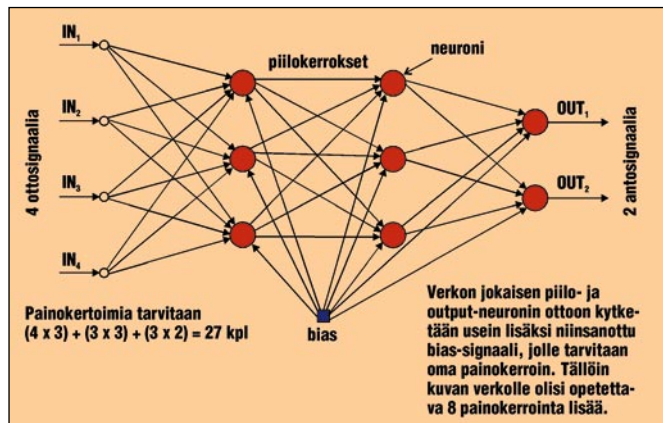 IN₁
piilokerrokset
neuroni
IN₂
OUT₁
4 ottosignaalia
2 antosignaalia
IN₃
OUT₂
IN₄
Painokertoimia tarvitaan
(4 x 3) + (3 x 3) + (3 x 2) = 27 kpl
bias
Verkon jokaisen piilo- ja
output-neuronin ottoon kytke-
tään usein lisäksi niinsanottu
bias-signaali, jolle tarvitaan
oma painokerroin. Tällöin
kuvan verkolle olisi opetetta-
va 8 painokerrointa lisää.